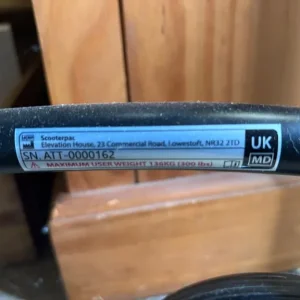 Scooterpac
Elevation House, 23 Commercial Road, Lowestoft, NR32 2TD
SN ATT-0000162
MAXIMUM USER WEIGHT 136KG (300 lbs)
UK
MD